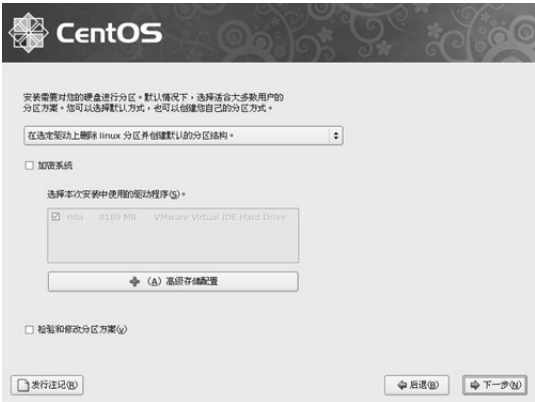 CentOS
安装需要对您的硬盘进行分区。默认情况下，选择适合大多数用户的
分区方案。您可以选择默认方式，也可以创建您自己的分区方式。
在选定驱动上删除 linux 分区并创建默认的分区结构。
加密系统
选择本次安装中使用的驱动程序(S)。
hda 8189 MB VMware Virtual IDE Hard Drive
(A) 高级存储配置
检验和修改分区方案(V)
发行注记(R)
后退(B)
下一步(N)